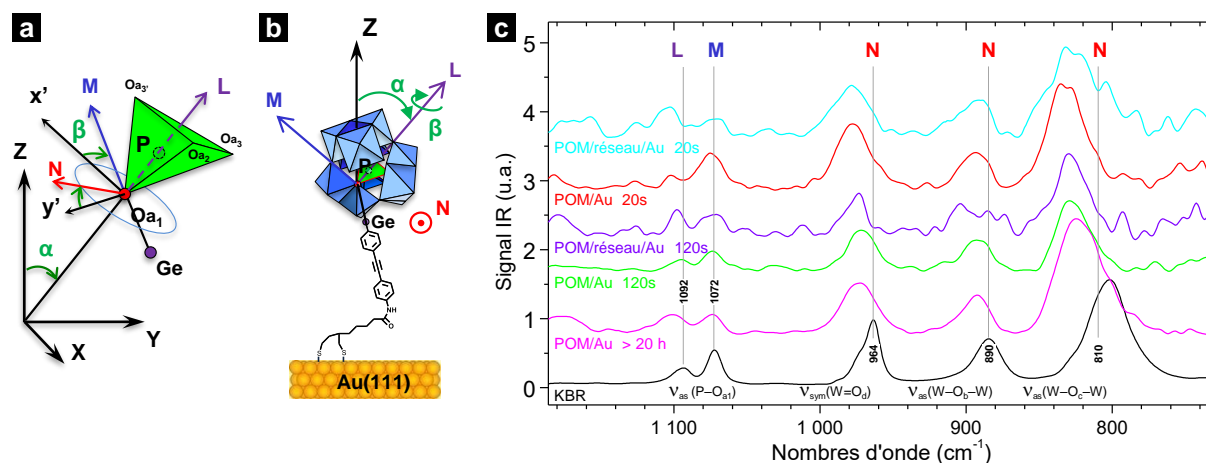 a
x'
M
L
Oa3'
β
P
Oa3
Z
Oa2
N
y'
Oa1
α
Ge
Y
X
b
Z
L
α
M
β
P
Ge
N
NH
O
S
S
Au(111)
c
L
M
N
N
N
5
4
3
2
1
0
Signal IR (u.a.)
POM/réseau/Au 20s
POM/Au 20s
POM/réseau/Au 120s
POM/Au 120s
POM/Au > 20 h
KBR
1092
1072
964
890
810
νas(P–Oa1)
νsym(W=Od)
νas(W–Ob–W)
νas(W–Oc–W)
1 100
1 000
900
800
Nombres d'onde (cm-1)